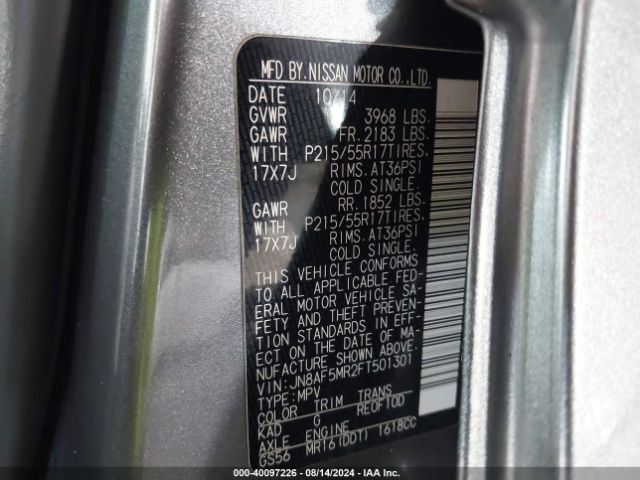 MFD BY. NISSAN MOTOR CO., LTD.
DATE 10/14
GVWR 3968 LBS.
GAWR FR. 2183 LBS.
WITH P215/55R17TIRES.
17X7J RIMS. AT36PSI
COLD SINGLE.
GAWR RR. 1852 LBS.
WITH P215/55R17TIRES.
17X7J RIMS. AT36PSI
COLD SINGLE.
THIS VEHICLE CONFORMS
TO ALL APPLICABLE FED-
ERAL MOTOR VEHICLE SA-
FETY AND THEFT PREVEN-
TION STANDARDS IN EFF-
ECT ON THE DATE OF MA-
NUFACTURE SHOWN ABOVE.
VIN:JN8AF5MR2FT501301
TYPE:MPV
COLOR TRIM TRANS
KAD G RE0F10D
AXLE ENGINE
GS56 MR16(DDT) 1618CC
COPART-40097226 - 08/14/2024 - IAA Inc.